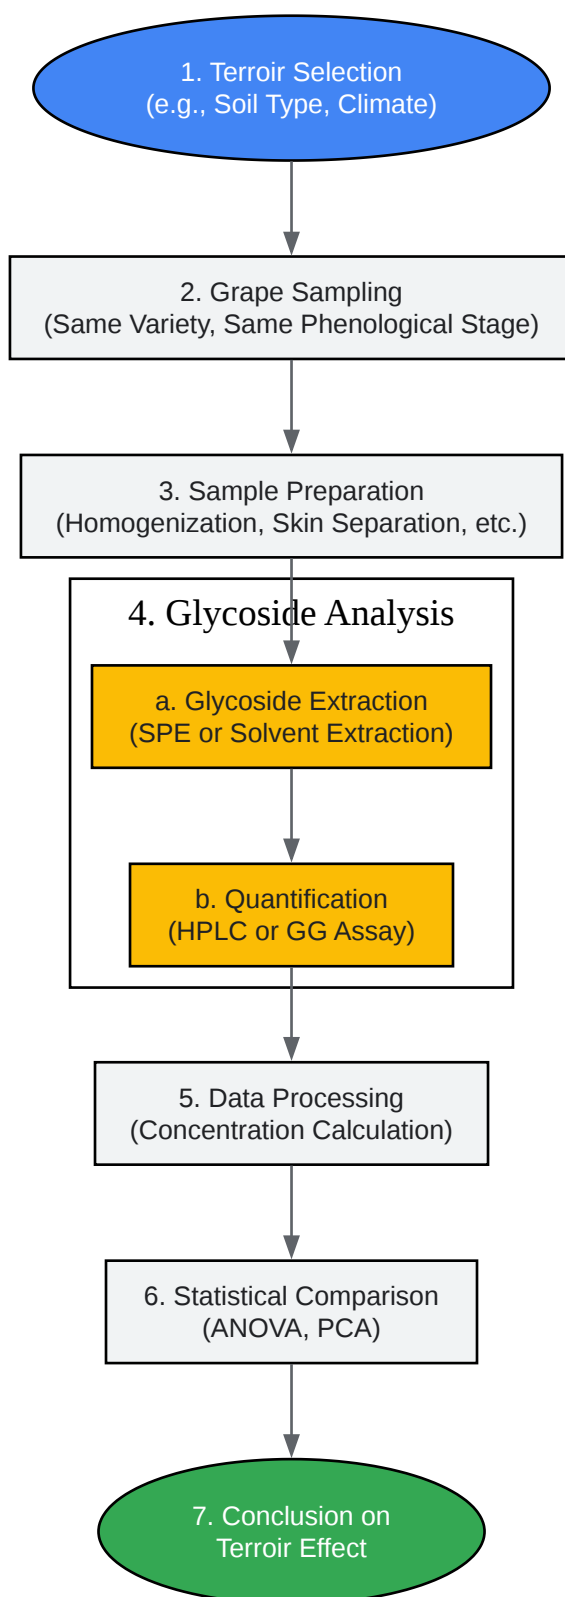 1. Terroir Selection
(e.g., Soil Type, Climate)
2. Grape Sampling
(Same Variety, Same Phenological Stage)
3. Sample Preparation
(Homogenization, Skin Separation, etc.)
4. Glycoside Analysis
a. Glycoside Extraction
(SPE or Solvent Extraction)
b. Quantification
(HPLC or GG Assay)
5. Data Processing
(Concentration Calculation)
6. Statistical Comparison
(ANOVA, PCA)
7. Conclusion on
Terroir Effect